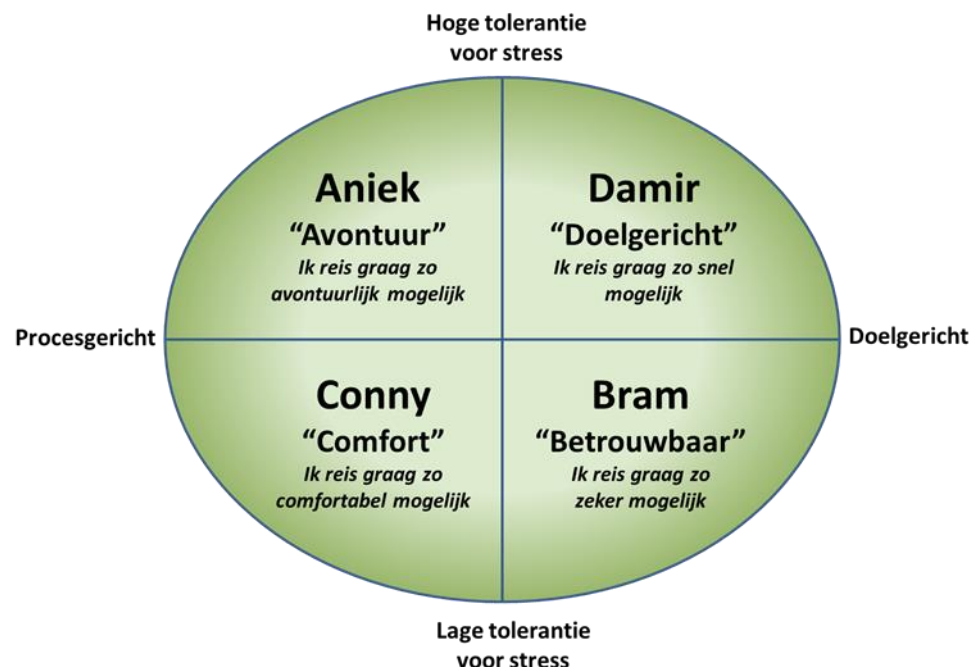 Hoge tolerantie
voor stress
Aniek
“Avontuur”
Ik reis graag zo
avontuurlijk mogelijk
Damir
“Doelgericht”
Ik reis graag zo snel
mogelijk
Procesgericht
Doelgericht
Conny
“Comfort”
Ik reis graag zo
comfortabel mogelijk
Bram
“Betrouwbaar”
Ik reis graag zo
zeker mogelijk
Lage tolerantie
voor stress